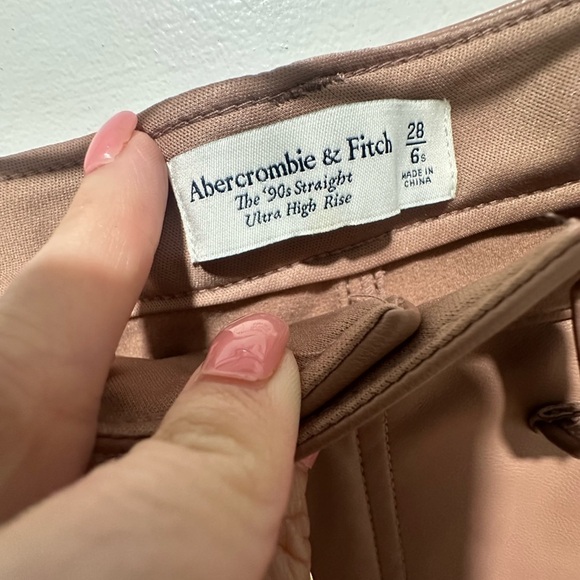 Abercrombie & Fitch
The '90s Straight
Ultra High Rise
28
6s
MADE IN
CHINA